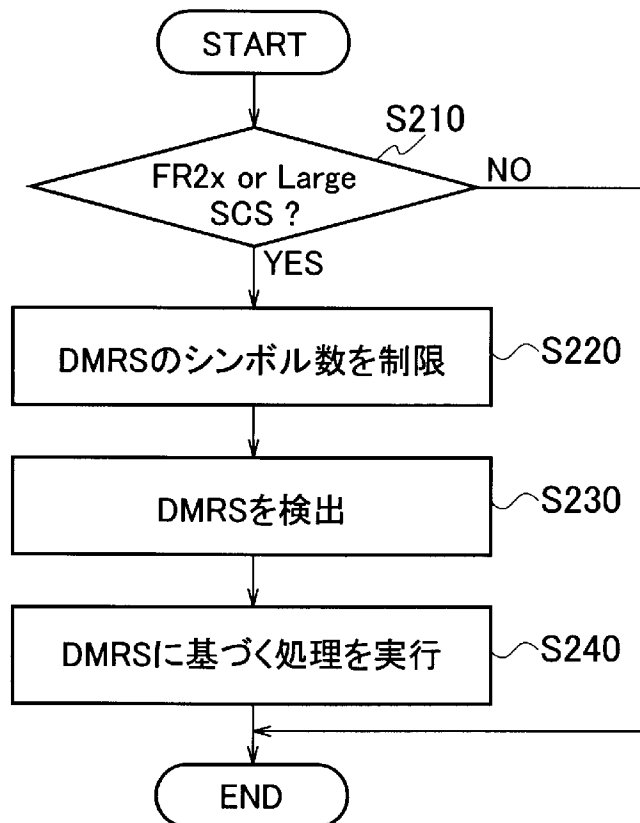 START
S210
FR2x or Large
SCS ?
NO
YES
DMRSのシンボル数を制限
S220
DMRSを検出
S230
DMRSに基づく処理を実行
S240
END